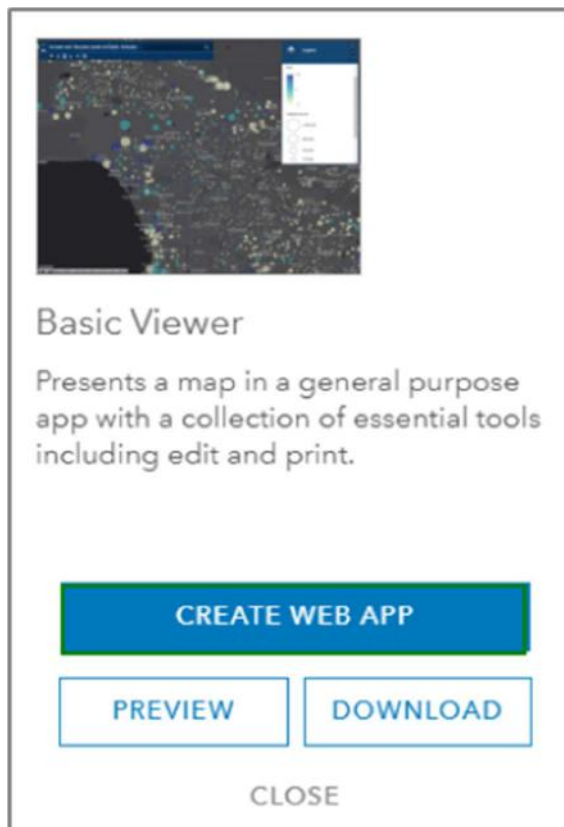 Basic Viewer
Presents a map in a general purpose
app with a collection of essential tools
including edit and print.
CREATE WEB APP
PREVIEW
DOWNLOAD
CLOSE